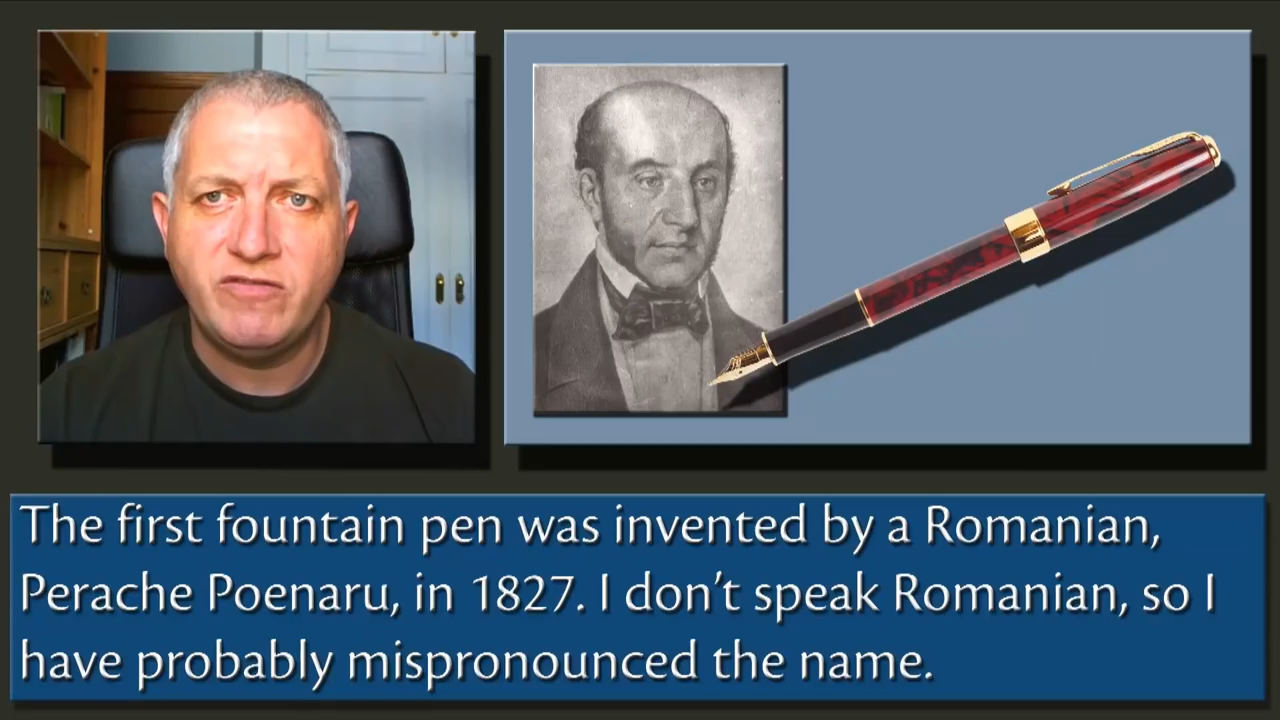 The first fountain pen was invented by a Romanian,
Perache Poenaru, in 1827. I don't speak Romanian, so I
have probably mispronounced the name.